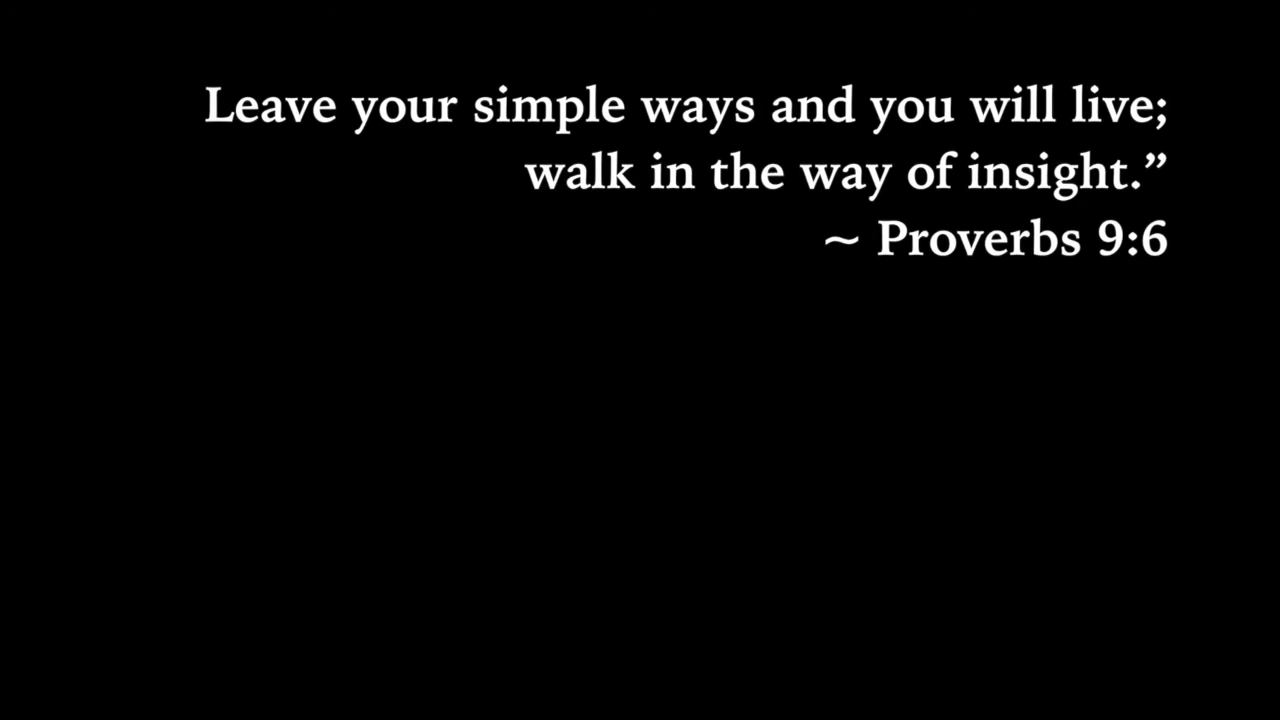 Leave your simple ways and you will live;
walk in the way of insight.”
~ Proverbs 9:6